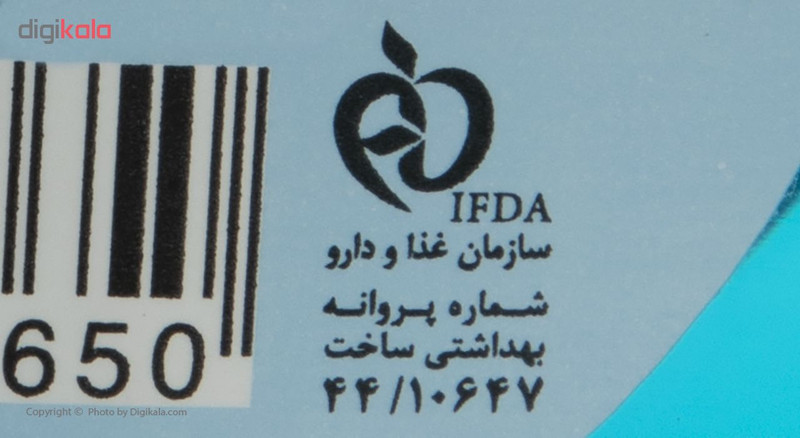 digikala
IFDA
سازمان غذا و دارو
شماره پروانه
بهداشتی ساخت
۴۴/۱۰۶۴۷
650
Copyright © Photo by Digikala.com